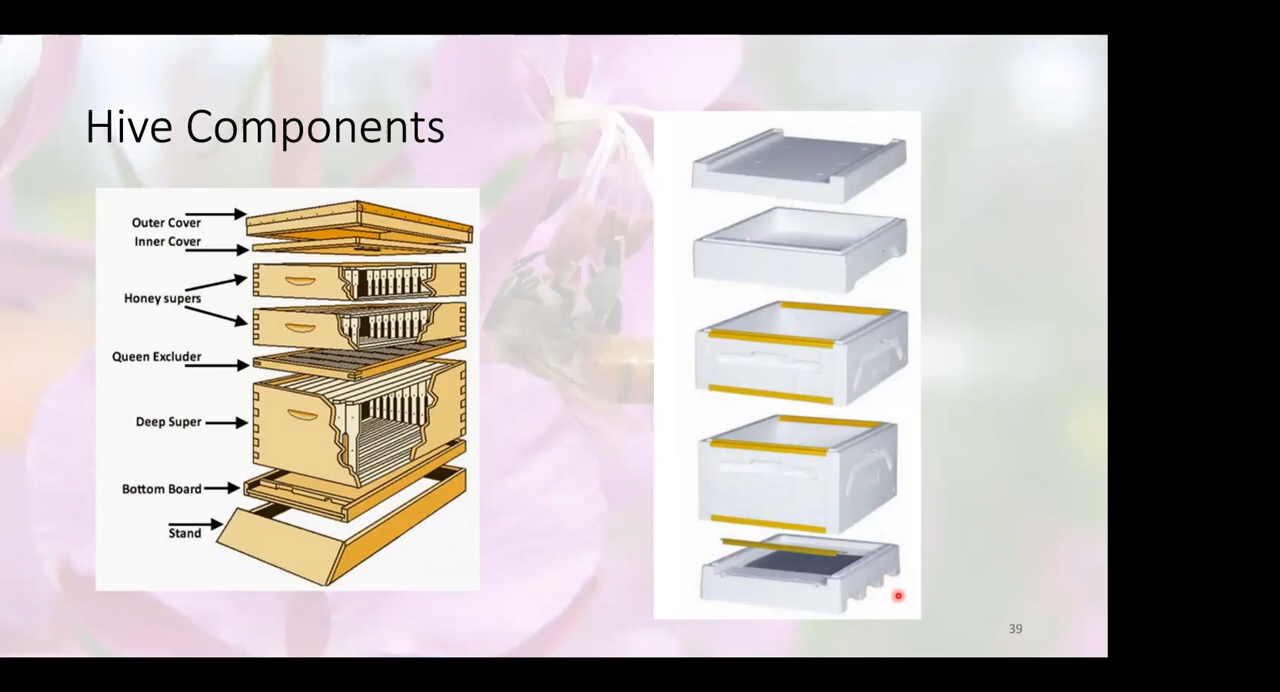 Hive Components
Outer Cover
Inner Cover
Honey supers
Queen Excluder
Deep Super
Bottom Board
Stand
39